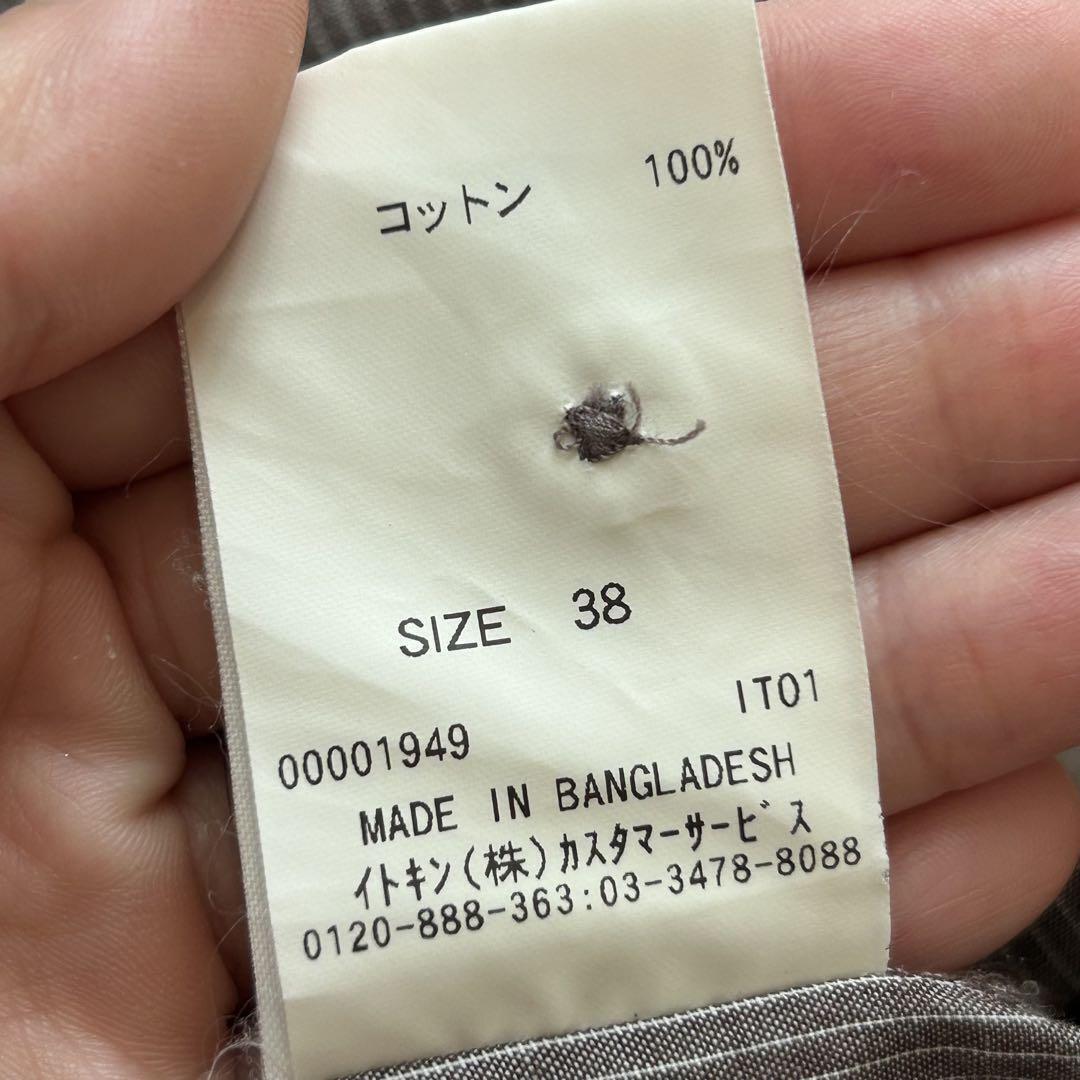 コットン 100%
SIZE 38
IT01
00001949
MADE IN BANGLADESH
イトキン(株)カスタマーサービス
0120-888-363:03-3478-8088